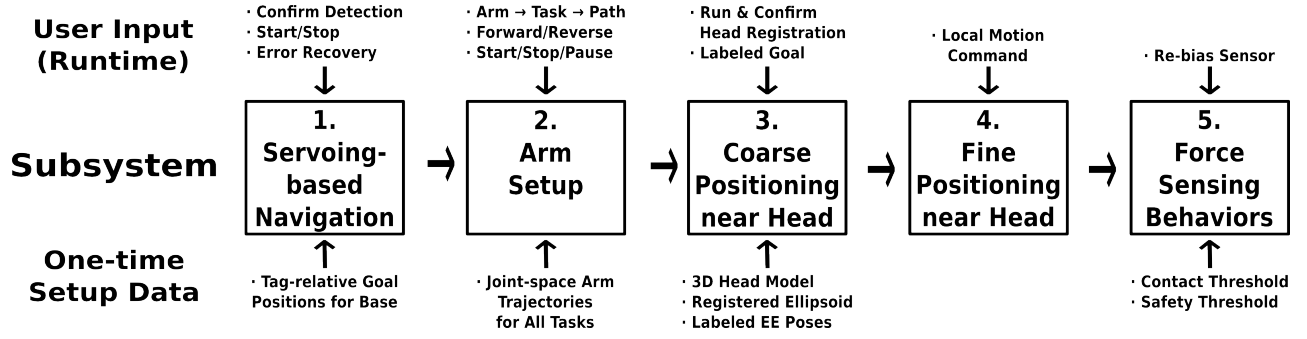 User Input
(Runtime)
· Confirm Detection
· Start/Stop
· Error Recovery
· Arm → Task → Path
· Forward/Reverse
· Start/Stop/Pause
· Run & Confirm
Head Registration
· Labeled Goal
· Local Motion
Command
· Re-bias Sensor
Subsystem
1.
Servoing-
based
Navigation
2.
Arm
Setup
3.
Coarse
Positioning
near Head
4.
Fine
Positioning
near Head
5.
Force
Sensing
Behaviors
One-time
Setup Data
· Tag-relative Goal
Positions for Base
· Joint-space Arm
Trajectories
for All Tasks
· 3D Head Model
· Registered Ellipsoid
· Labeled EE Poses
· Contact Threshold
· Safety Threshold